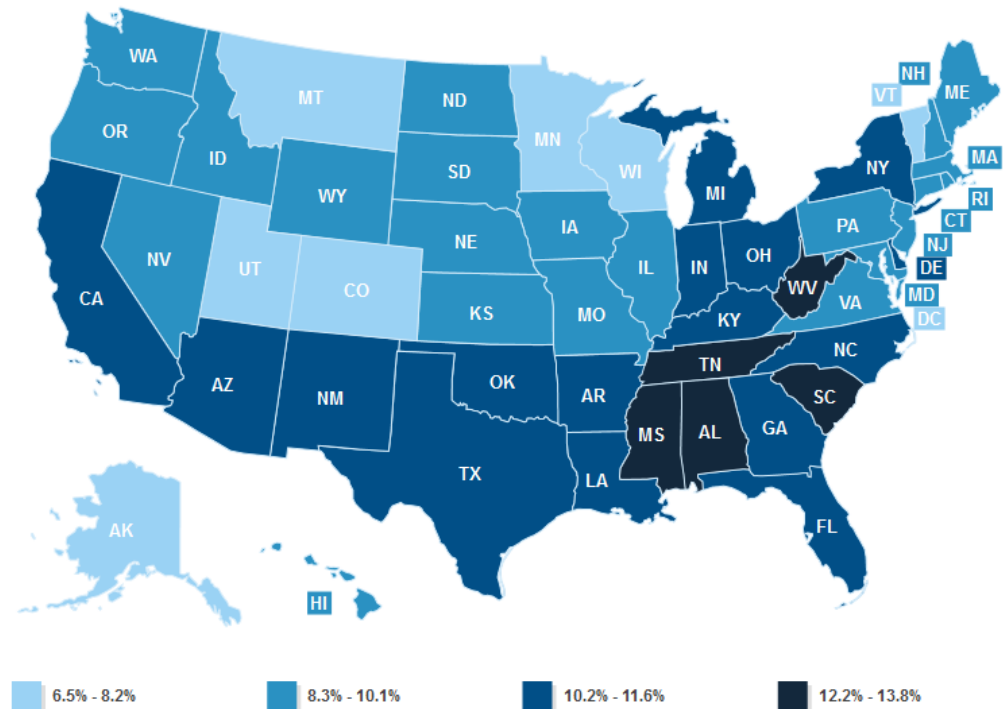 WA
NH
VT
ME
MT
ND
MN
OR
ID
SD
WI
MA
NY
WY
MI
RI
CT
IA
PA
NE
NJ
NV
UT
IL
IN
OH
DE
CO
WV
CA
MD
VA
KS
MO
DC
KY
NC
TN
AZ
OK
NM
AR
SC
MS
AL
GA
TX
LA
FL
AK
HI
6.5% - 8.2%
8.3% - 10.1%
10.2% - 11.6%
12.2% - 13.8%